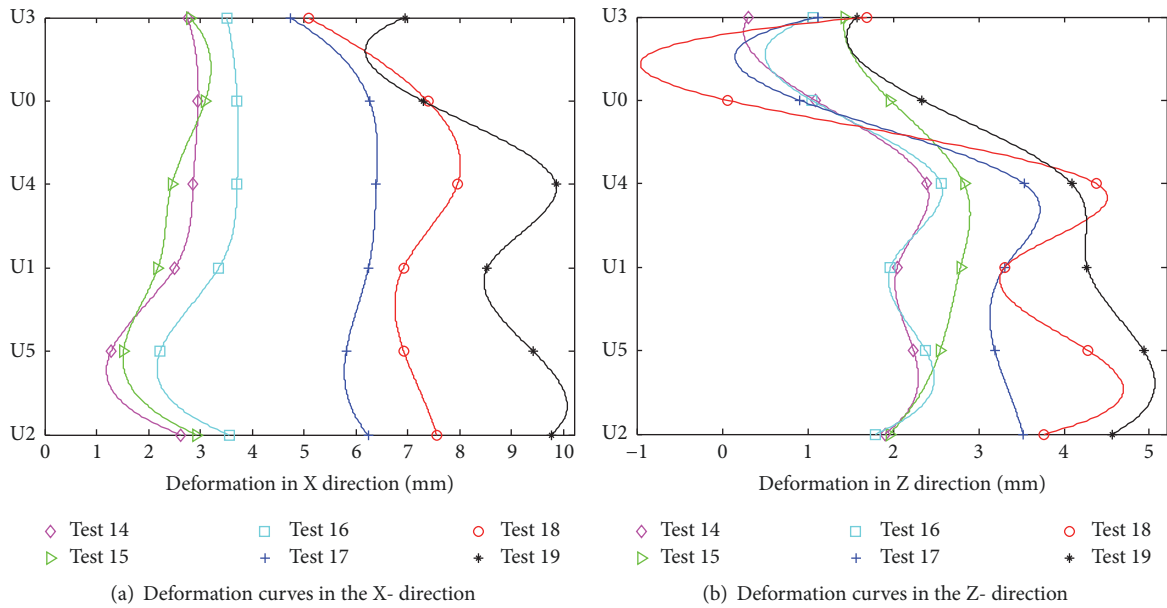 U3
U0
U4
U1
U5
U2
0 1 2 3 4 5 6 7 8 9 10
Deformation in X direction (mm)
Test 14 Test 16 Test 18
Test 15 Test 17 Test 19
(a) Deformation curves in the X- direction
U3
U0
U4
U1
U5
U2
−1 0 1 2 3 4 5
Deformation in Z direction (mm)
Test 14 Test 16 Test 18
Test 15 Test 17 Test 19
(b) Deformation curves in the Z- direction